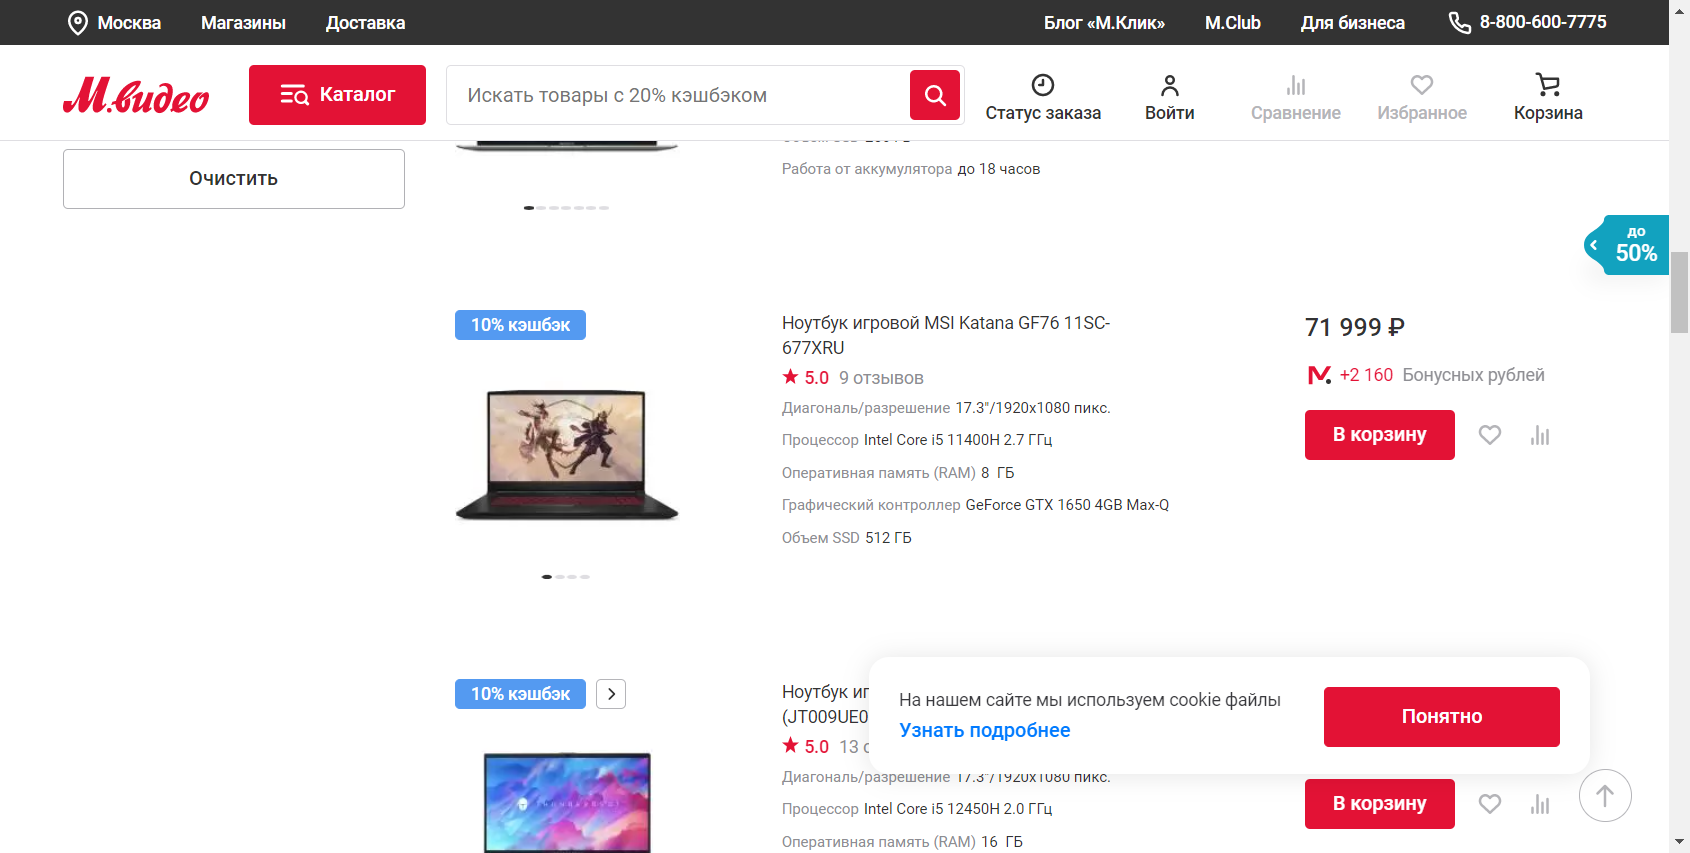 Москва Магазины Доставка Блог «М.Клик» M.Club Для бизнеса 8-800-600-7775
М.видео Каталог Искать товары с 20% кэшбэком Статус заказа Войти Сравнение Избранное Корзина
Очистить
Работа от аккумулятора до 18 часов
до
50%
10% кэшбэк
Ноутбук игровой MSI Katana GF76 11SC-
677XRU
5.0 9 отзывов
Диагональ/разрешение 17.3"/1920x1080 пикс.
Процессор Intel Core i5 11400H 2.7 ГГц
Оперативная память (RAM) 8 ГБ
Графический контроллер GeForce GTX 1650 4GB Max-Q
Объем SSD 512 ГБ
71 999 ₽
+2 160 Бонусных рублей
В корзину
10% кэшбэк
Ноутбук иг
(JT009UE0
5.0 13 о
Диагональ/разрешение 17.3"/1920x1080 пикс.
Процессор Intel Core i5 12450H 2.0 ГГц
Оперативная память (RAM) 16 ГБ
На нашем сайте мы используем cookie файлы
Узнать подробнее
Понятно
В корзину